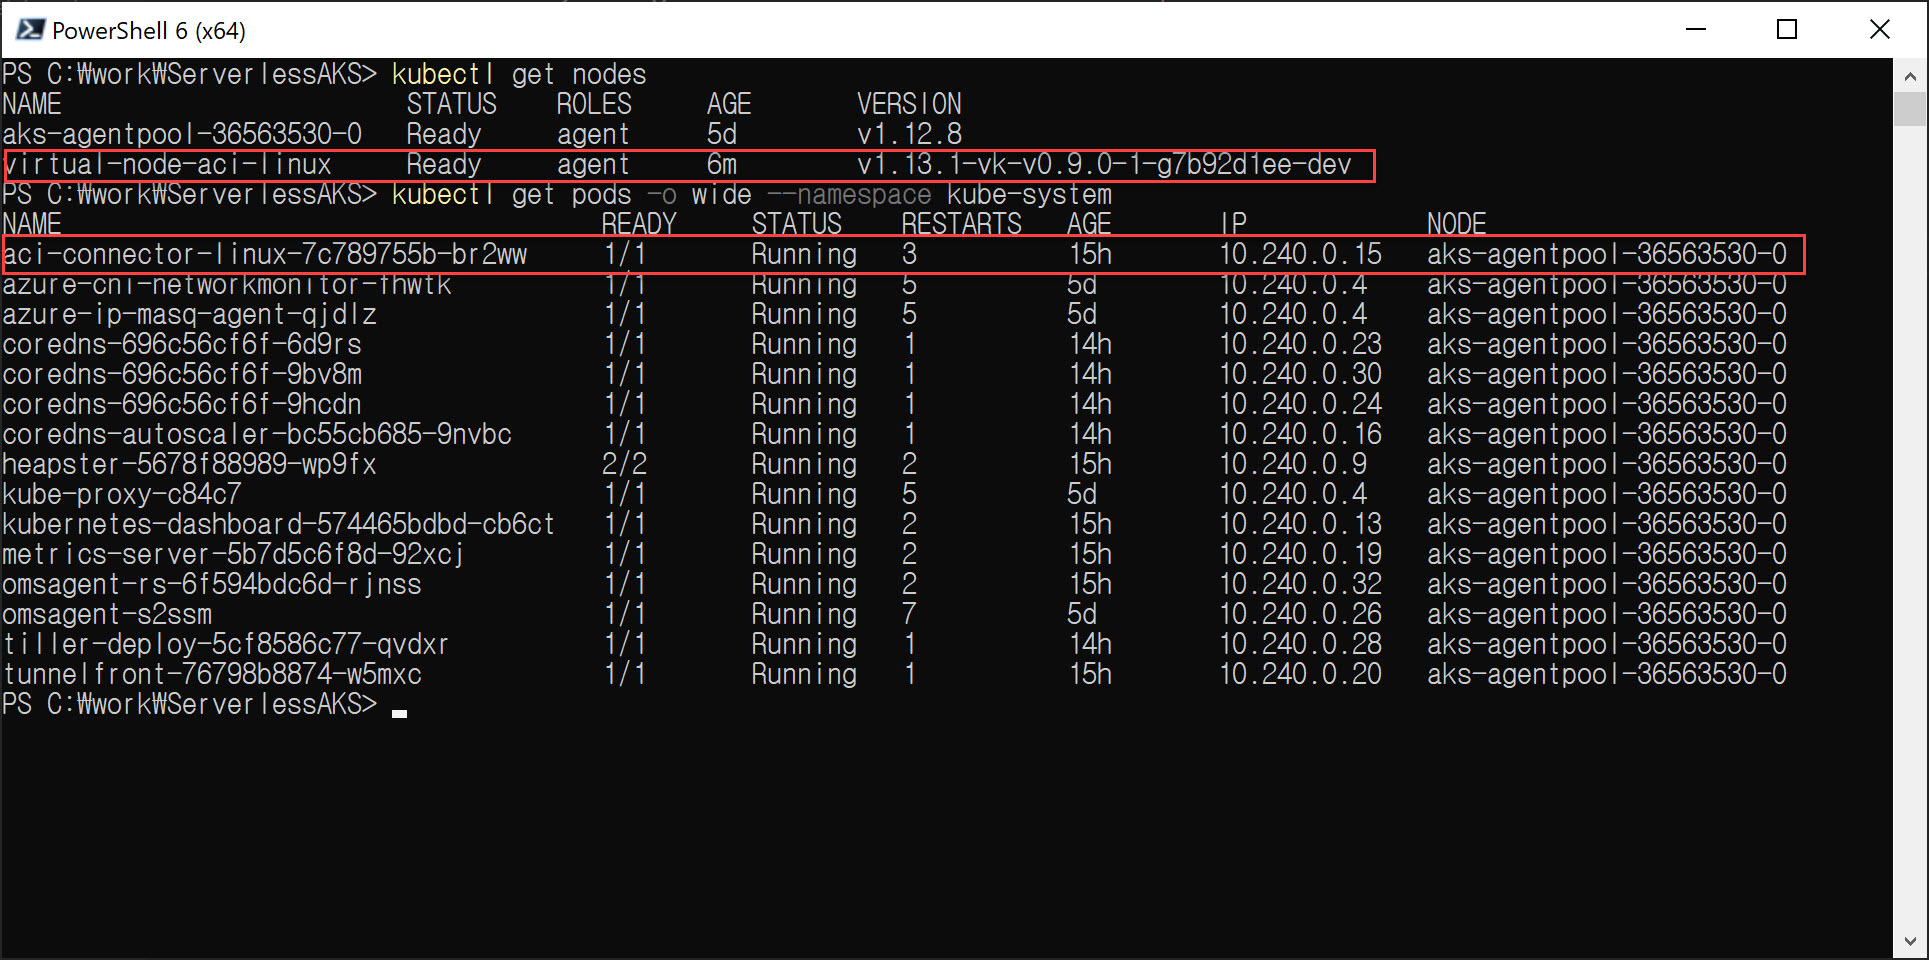 PowerShell 6 (x64)
PS C:₩work₩ServerlessAKS> kubectl get nodes
NAME STATUS ROLES AGE VERSION
aks-agentpool-36563530-0 Ready agent 5d v1.12.8
virtual-node-aci-linux Ready agent 6m v1.13.1-vk-v0.9.0-1-g7b92d1ee-dev
PS C:₩work₩ServerlessAKS> kubectl get pods -o wide --namespace kube-system
NAME READY STATUS RESTARTS AGE IP NODE
aci-connector-linux-7c789755b-br2ww 1/1 Running 3 15h 10.240.0.15 aks-agentpool-36563530-0
azure-cni-networkmonitor-fhwtk 1/1 Running 5 5d 10.240.0.4 aks-agentpool-36563530-0
azure-ip-masq-agent-qjdlz 1/1 Running 5 5d 10.240.0.4 aks-agentpool-36563530-0
coredns-696c56cf6f-6d9rs 1/1 Running 1 14h 10.240.0.23 aks-agentpool-36563530-0
coredns-696c56cf6f-9bv8m 1/1 Running 1 14h 10.240.0.30 aks-agentpool-36563530-0
coredns-696c56cf6f-9hcdn 1/1 Running 1 14h 10.240.0.24 aks-agentpool-36563530-0
coredns-autoscaler-bc55cb685-9nvbc 1/1 Running 1 14h 10.240.0.16 aks-agentpool-36563530-0
heapster-5678f88989-wp9fx 2/2 Running 2 15h 10.240.0.9 aks-agentpool-36563530-0
kube-proxy-c84c7 1/1 Running 5 5d 10.240.0.4 aks-agentpool-36563530-0
kubernetes-dashboard-574465bdbd-cb6ct 1/1 Running 2 15h 10.240.0.13 aks-agentpool-36563530-0
metrics-server-5b7d5c6f8d-92xcj 1/1 Running 2 15h 10.240.0.19 aks-agentpool-36563530-0
omsagent-rs-6f594bdc6d-rjnss 1/1 Running 2 15h 10.240.0.32 aks-agentpool-36563530-0
omsagent-s2ssm 1/1 Running 7 5d 10.240.0.26 aks-agentpool-36563530-0
tiller-deploy-5cf8586c77-qvdxr 1/1 Running 1 14h 10.240.0.28 aks-agentpool-36563530-0
tunnelfront-76798b8874-w5mxc 1/1 Running 1 15h 10.240.0.20 aks-agentpool-36563530-0
PS C:₩work₩ServerlessAKS>